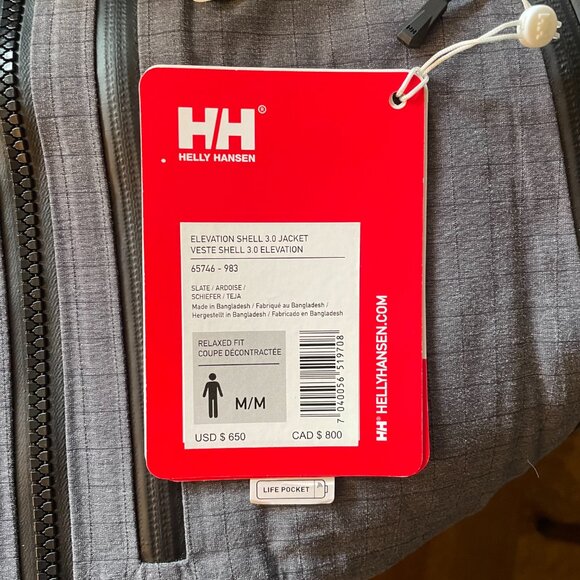 HH
HH®
HELLY HANSEN
ELEVATION SHELL 3.0 JACKET
VESTE SHELL 3.0 ELEVATION
65746 - 983
SLATE / ARDOISE /
SCHIEFER / TEJA
Made in Bangladesh / Fabriqué au Bangladesh /
Hergestellt in Bangladesh / Fabricado en Bangladesh
RELAXED FIT
COUPE DÉCONTRACTÉE
M/M
7 040056 519708
USD $ 650
CAD $ 800
HH HELLYHANSEN.COM
LIFE POCKET